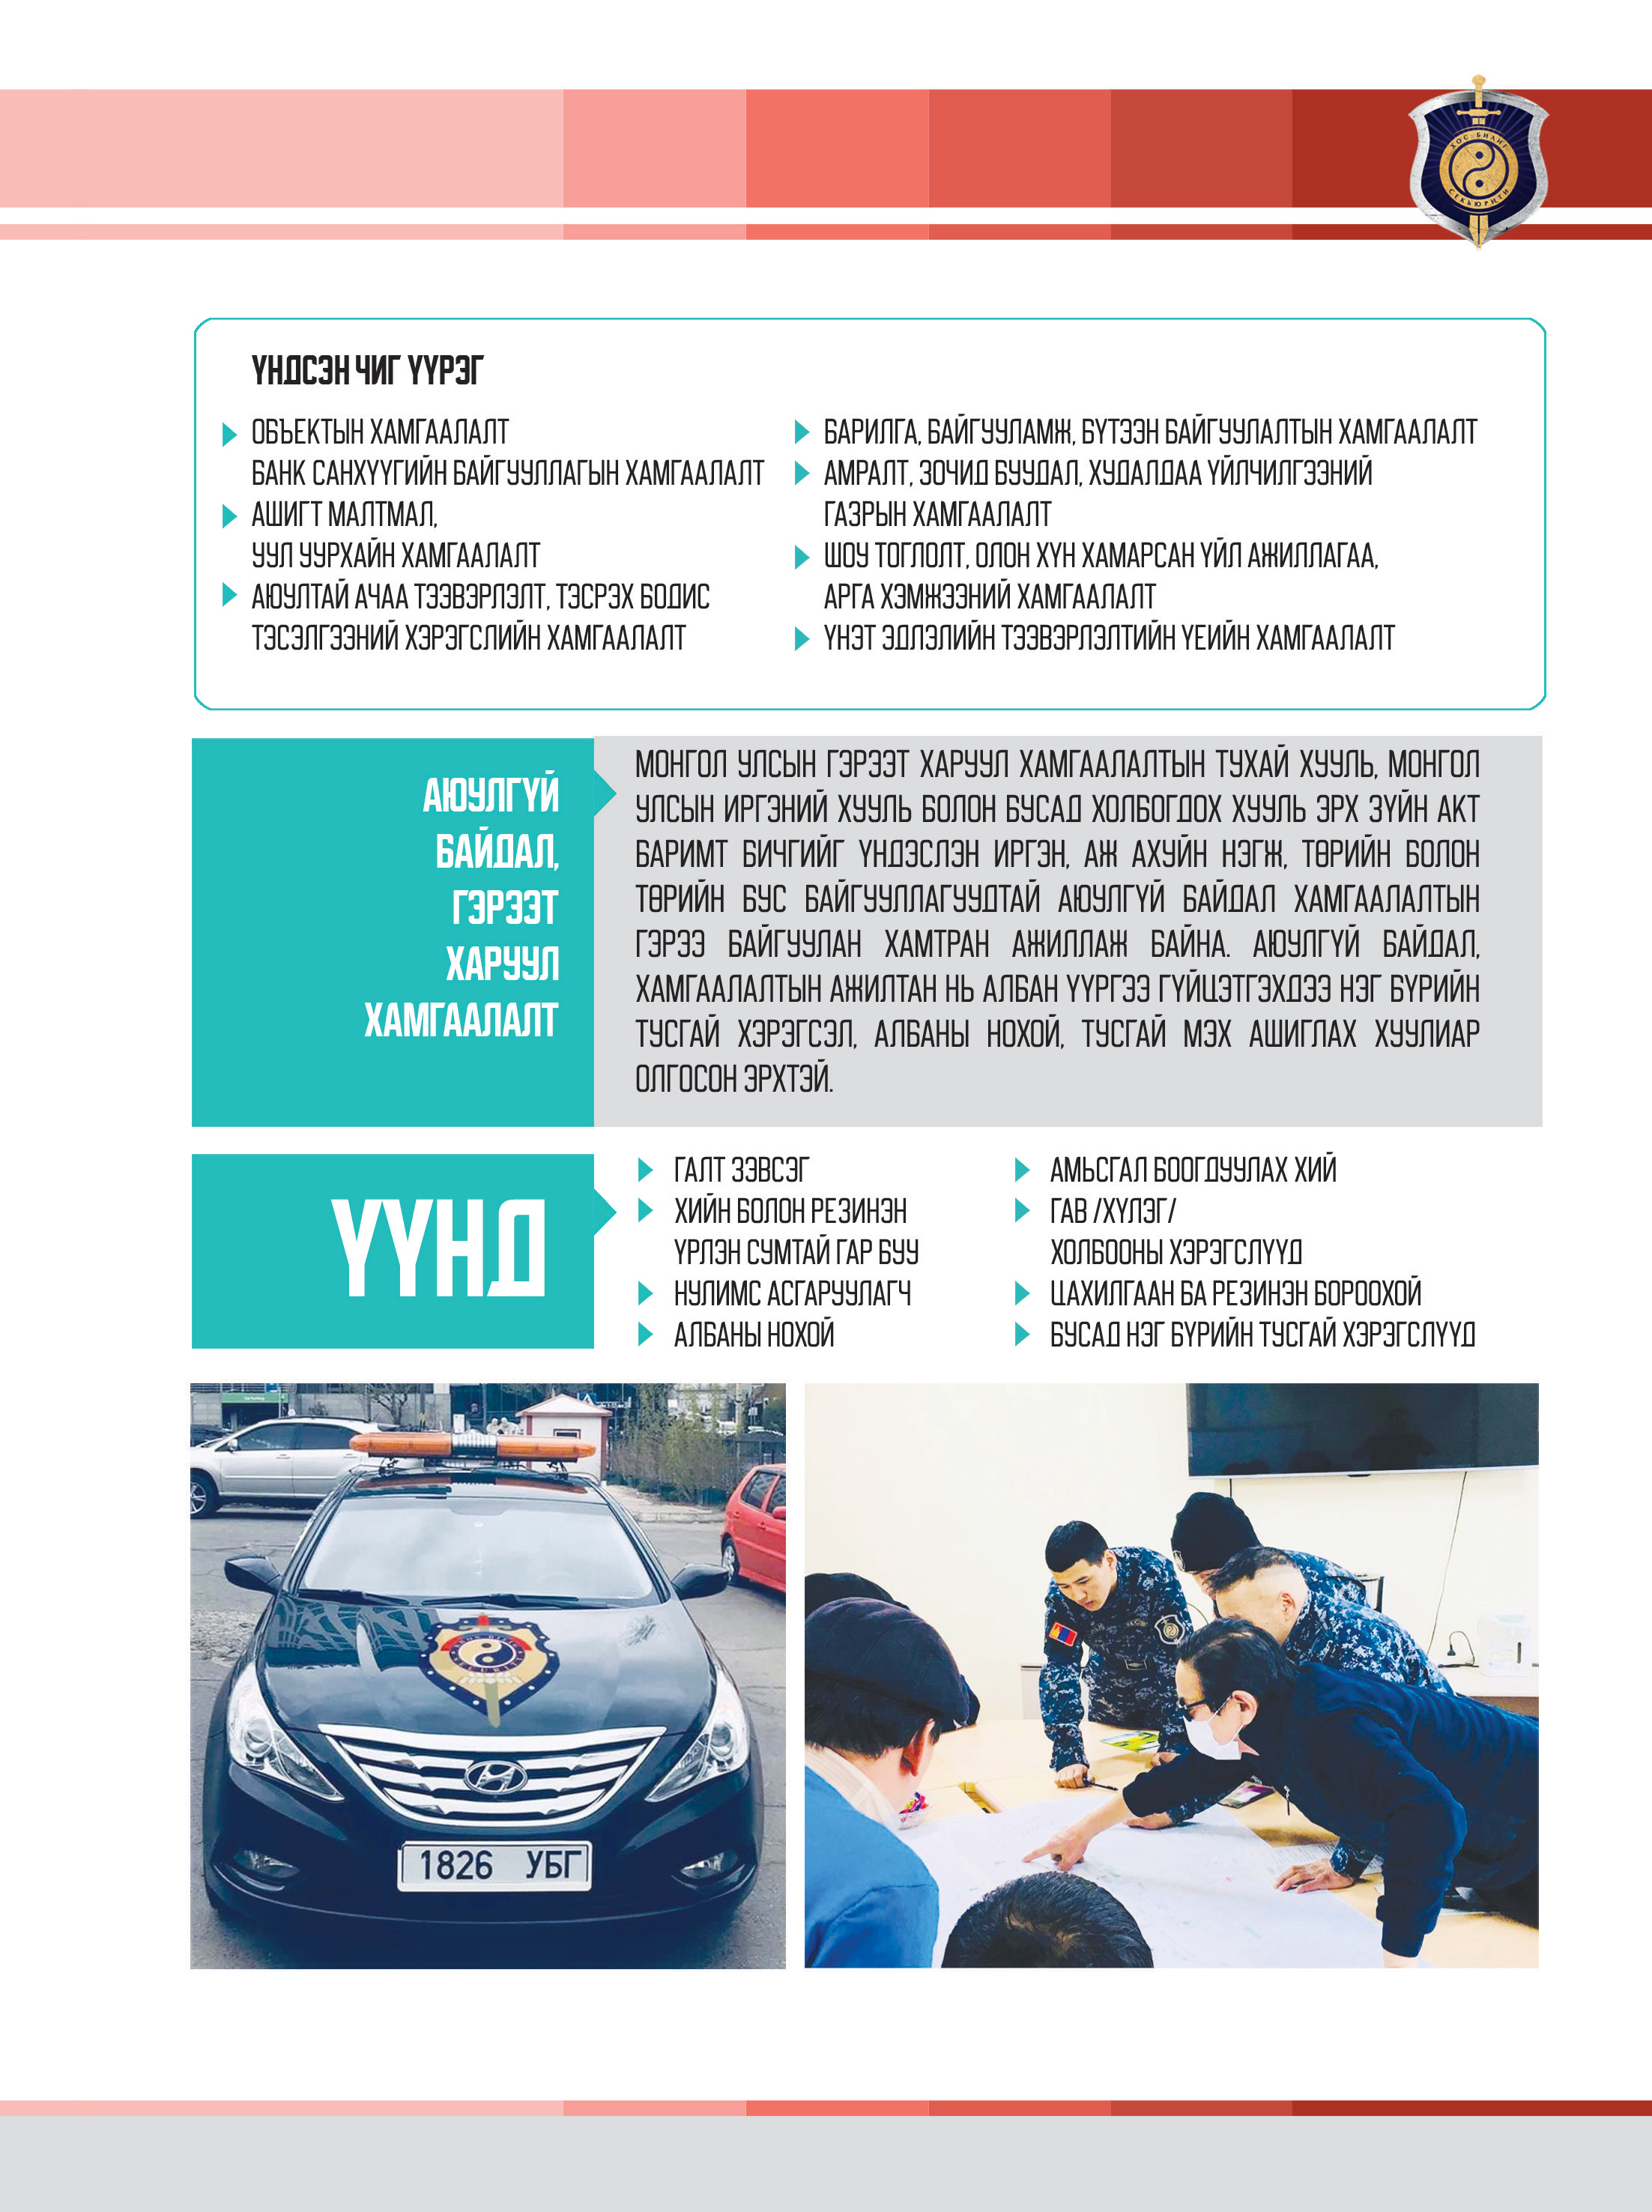 ХОС БИЛИГ
СЕКЬЮРИТИ
ҮНДСЭН ЧИГ ҮҮРЭГ
ОБЪЕКТЫН ХАМГААЛАЛТ
БАНК САНХҮҮГИЙН БАЙГУУЛЛАГЫН ХАМГААЛАЛТ
АШИГТ МАЛТМАЛ,
УУЛ УУРХАЙН ХАМГААЛАЛТ
АЮУЛТАЙ АЧАА ТЭЭВЭРЛЭЛТ, ТЭСРЭХ БОДИС
ТЭСЭЛГЭЭНИЙ ХЭРЭГСЛИЙН ХАМГААЛАЛТ
БАРИЛГА, БАЙГУУЛАМЖ, БҮТЭЭН БАЙГУУЛАЛТЫН ХАМГААЛАЛТ
АМРАЛТ, ЗОЧИД БУУДАЛ, ХУДАЛДАА ҮЙЛЧИЛГЭЭНИЙ
ГАЗРЫН ХАМГААЛАЛТ
ШОУ ТОГЛОЛТ, ОЛОН ХҮН ХАМАРСАН ҮЙЛ АЖИЛЛАГАА,
АРГА ХЭМЖЭЭНИЙ ХАМГААЛАЛТ
ҮНЭТ ЭДЛЭЛИЙН ТЭЭВЭРЛЭЛТИЙН ҮЕИЙН ХАМГААЛАЛТ
АЮУЛГҮЙ
БАЙДАЛ,
ГЭРЭЭТ
ХАРУУЛ
ХАМГААЛАЛТ
МОНГОЛ УЛСЫН ГЭРЭЭТ ХАРУУЛ ХАМГААЛАЛТЫН ТУХАЙ ХУУЛЬ, МОНГОЛ
УЛСЫН ИРГЭНИЙ ХУУЛЬ БОЛОН БУСАД ХОЛБОГДОХ ХУУЛЬ ЭРХ ЗҮЙН АКТ
БАРИМТ БИЧГИЙГ ҮНДЭСЛЭН ИРГЭН, АЖ АХУЙН НЭГЖ, ТӨРИЙН БОЛОН
ТӨРИЙН БУС БАЙГУУЛЛАГУУДТАЙ АЮУЛГҮЙ БАЙДАЛ ХАМГААЛАЛТЫН
ГЭРЭЭ БАЙГУУЛАН ХАМТРАН АЖИЛЛАЖ БАЙНА. АЮУЛГҮЙ БАЙДАЛ,
ХАМГААЛАЛТЫН АЖИЛТАН НЬ АЛБАН ҮҮРГЭЭ ГҮЙЦЭТГЭХДЭЭ НЭГ БҮРИЙН
ТУСГАЙ ХЭРЭГСЭЛ, АЛБАНЫ НОХОЙ, ТУСГАЙ МЭХ АШИГЛАХ ХУУЛИАР
ОЛГОСОН ЭРХТЭЙ.
ҮҮНД
ГАЛТ ЗЭВСЭГ
ХИЙН БОЛОН РЕЗИНЭН
ҮРЛЭН СУМТАЙ ГАР БУУ
НУЛИМС АСГАРУУЛАГЧ
АЛБАНЫ НОХОЙ
АМЬСГАЛ БООГДУУЛАХ ХИЙ
ГАВ /ХҮЛЭГ/
ХОЛБООНЫ ХЭРЭГСЛҮҮД
ЦАХИЛГААН БА РЕЗИНЭН БОРООХОЙ
БУСАД НЭГ БҮРИЙН ТУСГАЙ ХЭРЭГСЛҮҮД
1826 УБГ